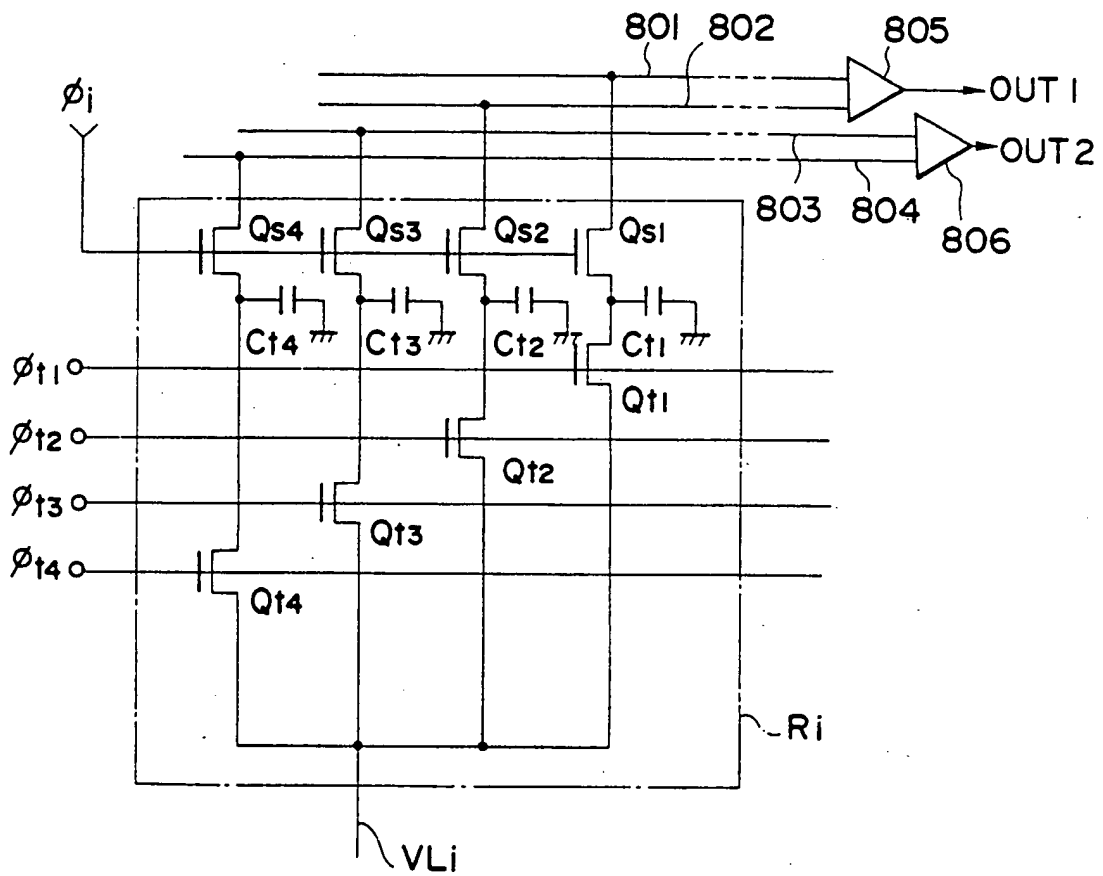 801 802 805
ϕi
OUT 1
OUT 2
803 804 806
Qs4 Qs3 Qs2 Qs1
Ct4 Ct3 Ct2 Ct1
ϕt1
Qt1
ϕt2
Qt2
ϕt3
Qt3
ϕt4
Qt4
Ri
VLi